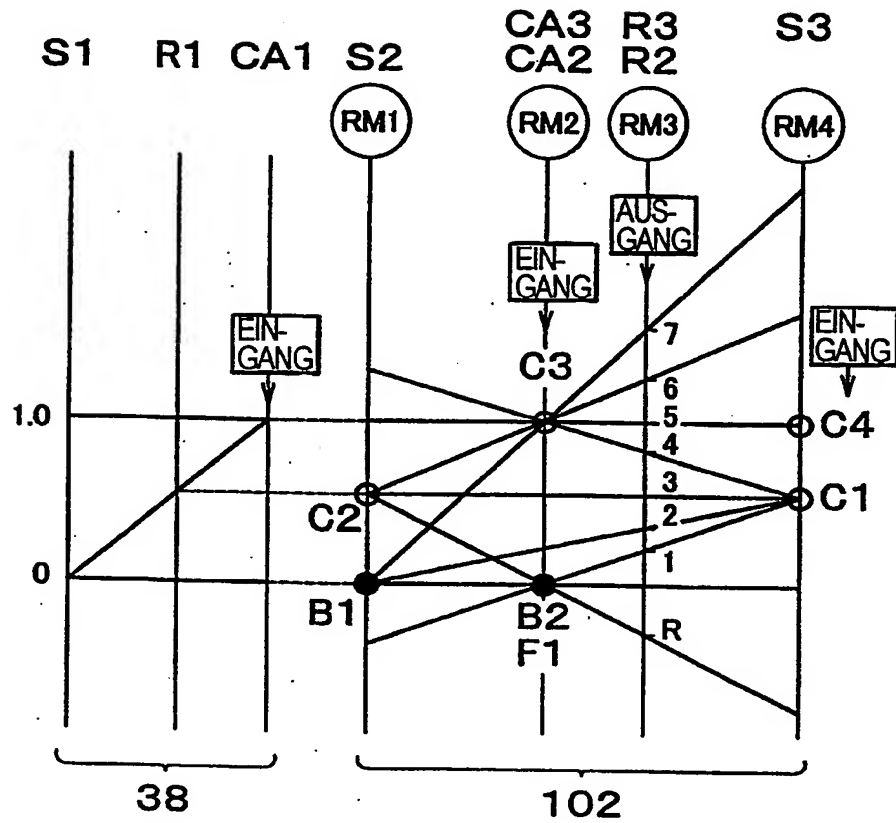 CA3 R3 S3
S1 R1 CA1 S2 CA2 R2
RM1 RM2 RM3 RM4
AUS-
GANG
EIN-
GANG
EIN-
GANG
EIN-
GANG
7
C3
6
1.0
5
C4
4
3
C1
C2
2
1
0
B1
B2
R
F1
38
102